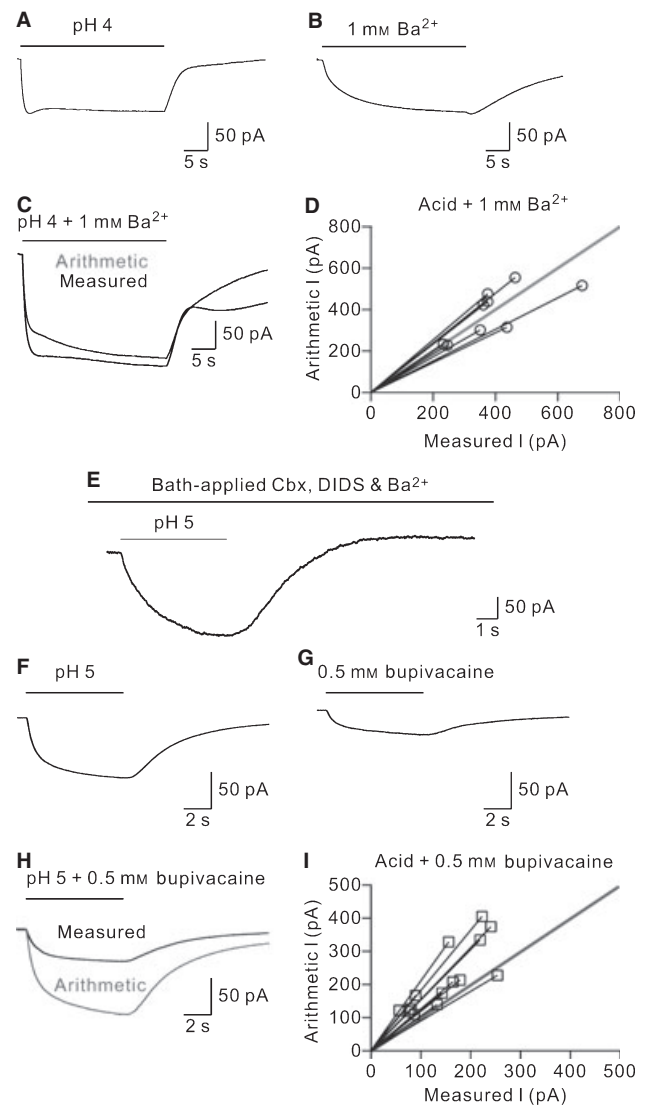 A
pH 4
50 pA
5 s
B
1 mM Ba²⁺
50 pA
5 s
C
pH 4 + 1 mM Ba²⁺
Arithmetic
Measured
50 pA
5 s
D
Acid + 1 mM Ba²⁺
Arithmetic I (pA)
800
600
400
200
0
0 200 400 600 800
Measured I (pA)
E
Bath-applied Cbx, DIDS & Ba²⁺
pH 5
50 pA
1 s
F
pH 5
50 pA
2 s
G
0.5 mM bupivacaine
50 pA
2 s
H
pH 5 + 0.5 mM bupivacaine
Measured
Arithmetic
50 pA
2 s
I
Acid + 0.5 mM bupivacaine
Arithmetic I (pA)
500
400
300
200
100
0
0 100 200 300 400 500
Measured I (pA)